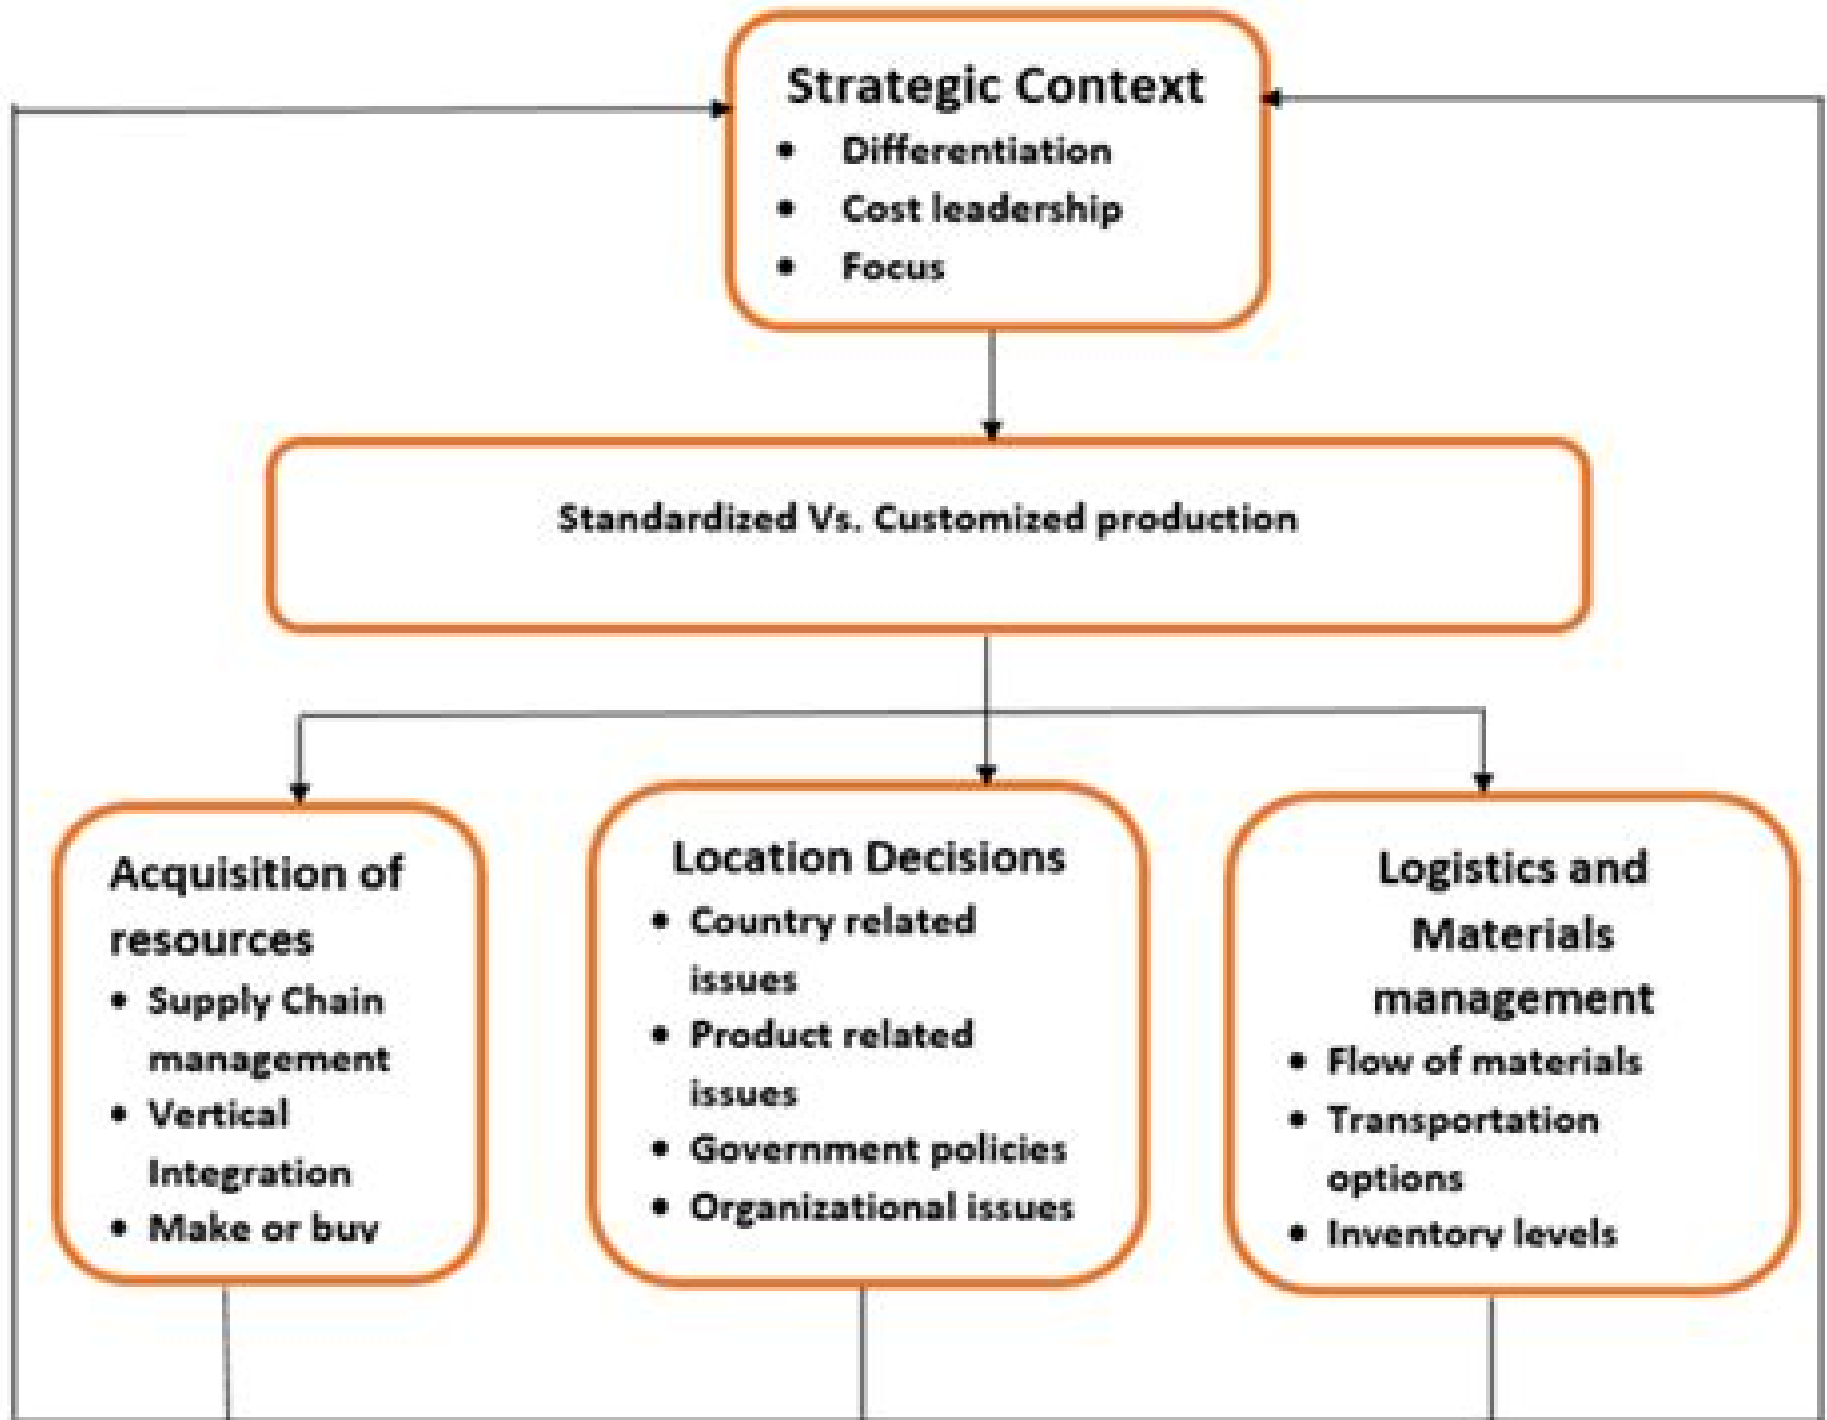 Strategic Context
• Differentiation
• Cost leadership
• Focus
Standardized Vs. Customized production
Acquisition of
resources
• Supply Chain
management
• Vertical
Integration
• Make or buy
Location Decisions
• Country related
issues
• Product related
issues
• Government policies
• Organizational issues
Logistics and
Materials
management
• Flow of materials
• Transportation
options
• Inventory levels